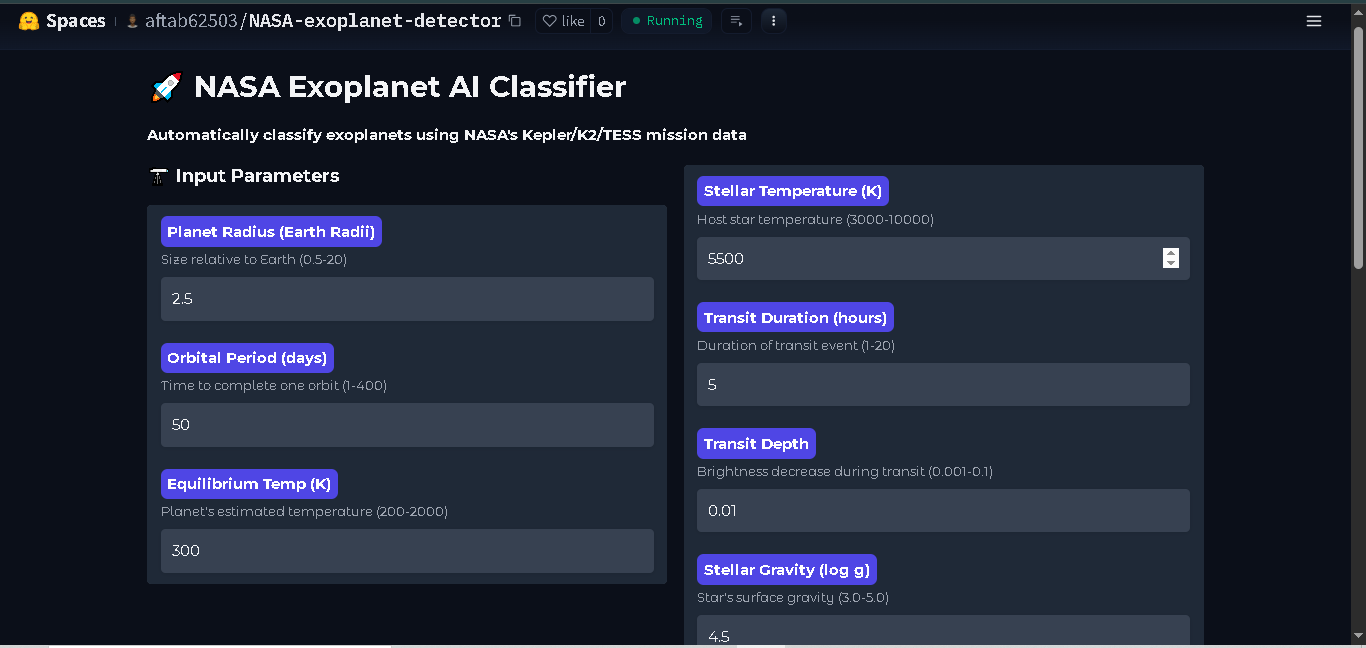 Spaces aftab62503/NASA-exoplanet-detector like 0 Running
NASA Exoplanet AI Classifier
Automatically classify exoplanets using NASA's Kepler/K2/TESS mission data
Input Parameters
Planet Radius (Earth Radii)
Size relative to Earth (0.5-20)
2.5
Orbital Period (days)
Time to complete one orbit (1-400)
50
Equilibrium Temp (K)
Planet's estimated temperature (200-2000)
300
Stellar Temperature (K)
Host star temperature (3000-10000)
5500
Transit Duration (hours)
Duration of transit event (1-20)
5
Transit Depth
Brightness decrease during transit (0.001-0.1)
0.01
Stellar Gravity (log g)
Star's surface gravity (3.0-5.0)
4.5